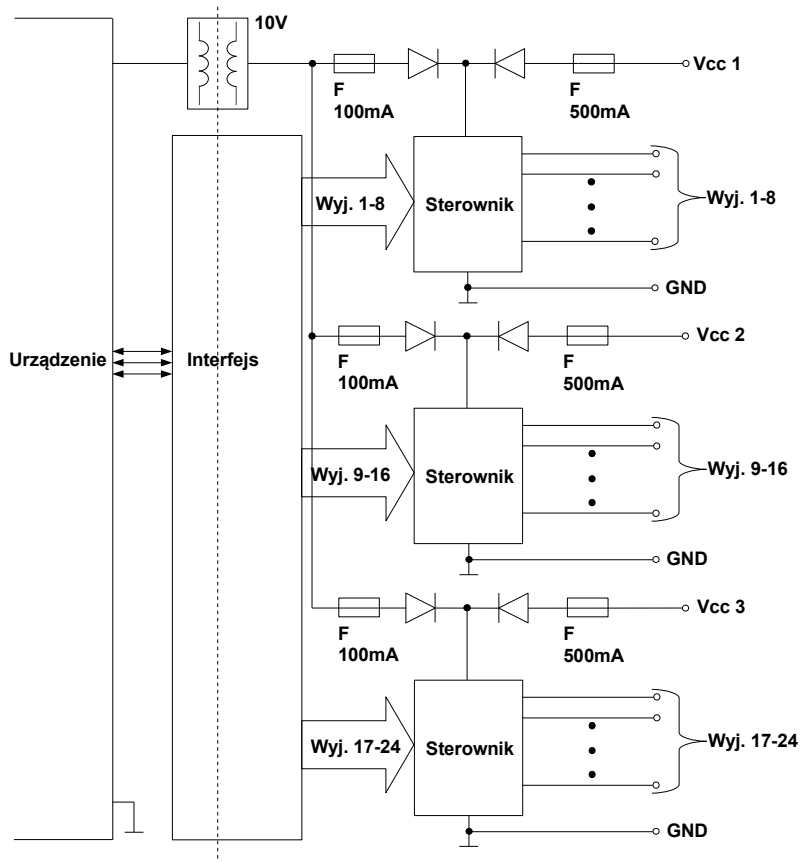 10V
Vcc 1
F
100mA
F
500mA
Wyj. 1-8
Sterownik
Wyj. 1-8
GND
Urządzenie
Interfejs
Vcc 2
F
100mA
F
500mA
Wyj. 9-16
Sterownik
Wyj. 9-16
GND
Vcc 3
F
100mA
F
500mA
Wyj. 17-24
Sterownik
Wyj. 17-24
GND